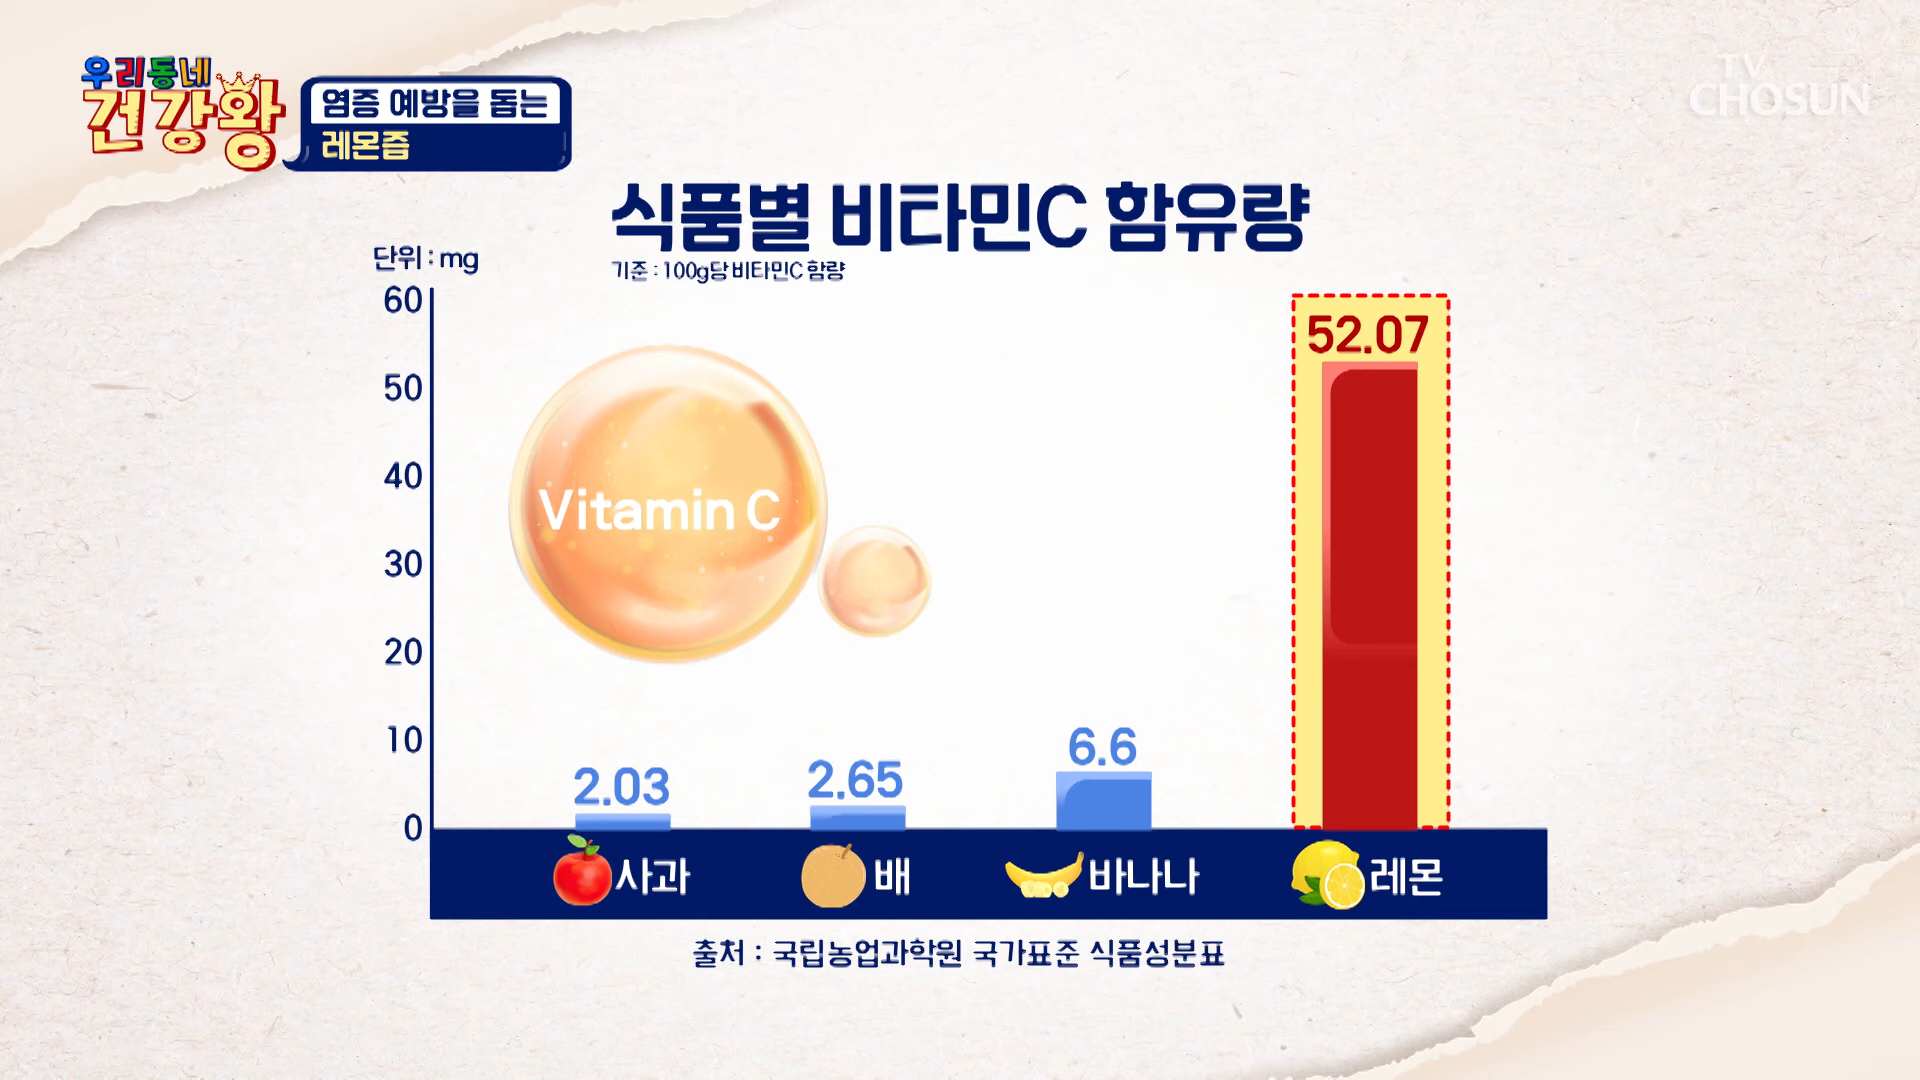 우리동네
건강왕
염증 예방을 돕는
레몬즙
TV
CHOSUN
식품별 비타민C 함유량
단위 : mg
기준 : 100g당 비타민C 함량
60
50
40
30
20
10
0
Vitamin C
2.03
2.65
6.6
52.07
사과
배
바나나
레몬
출처 : 국립농업과학원 국가표준 식품성분표